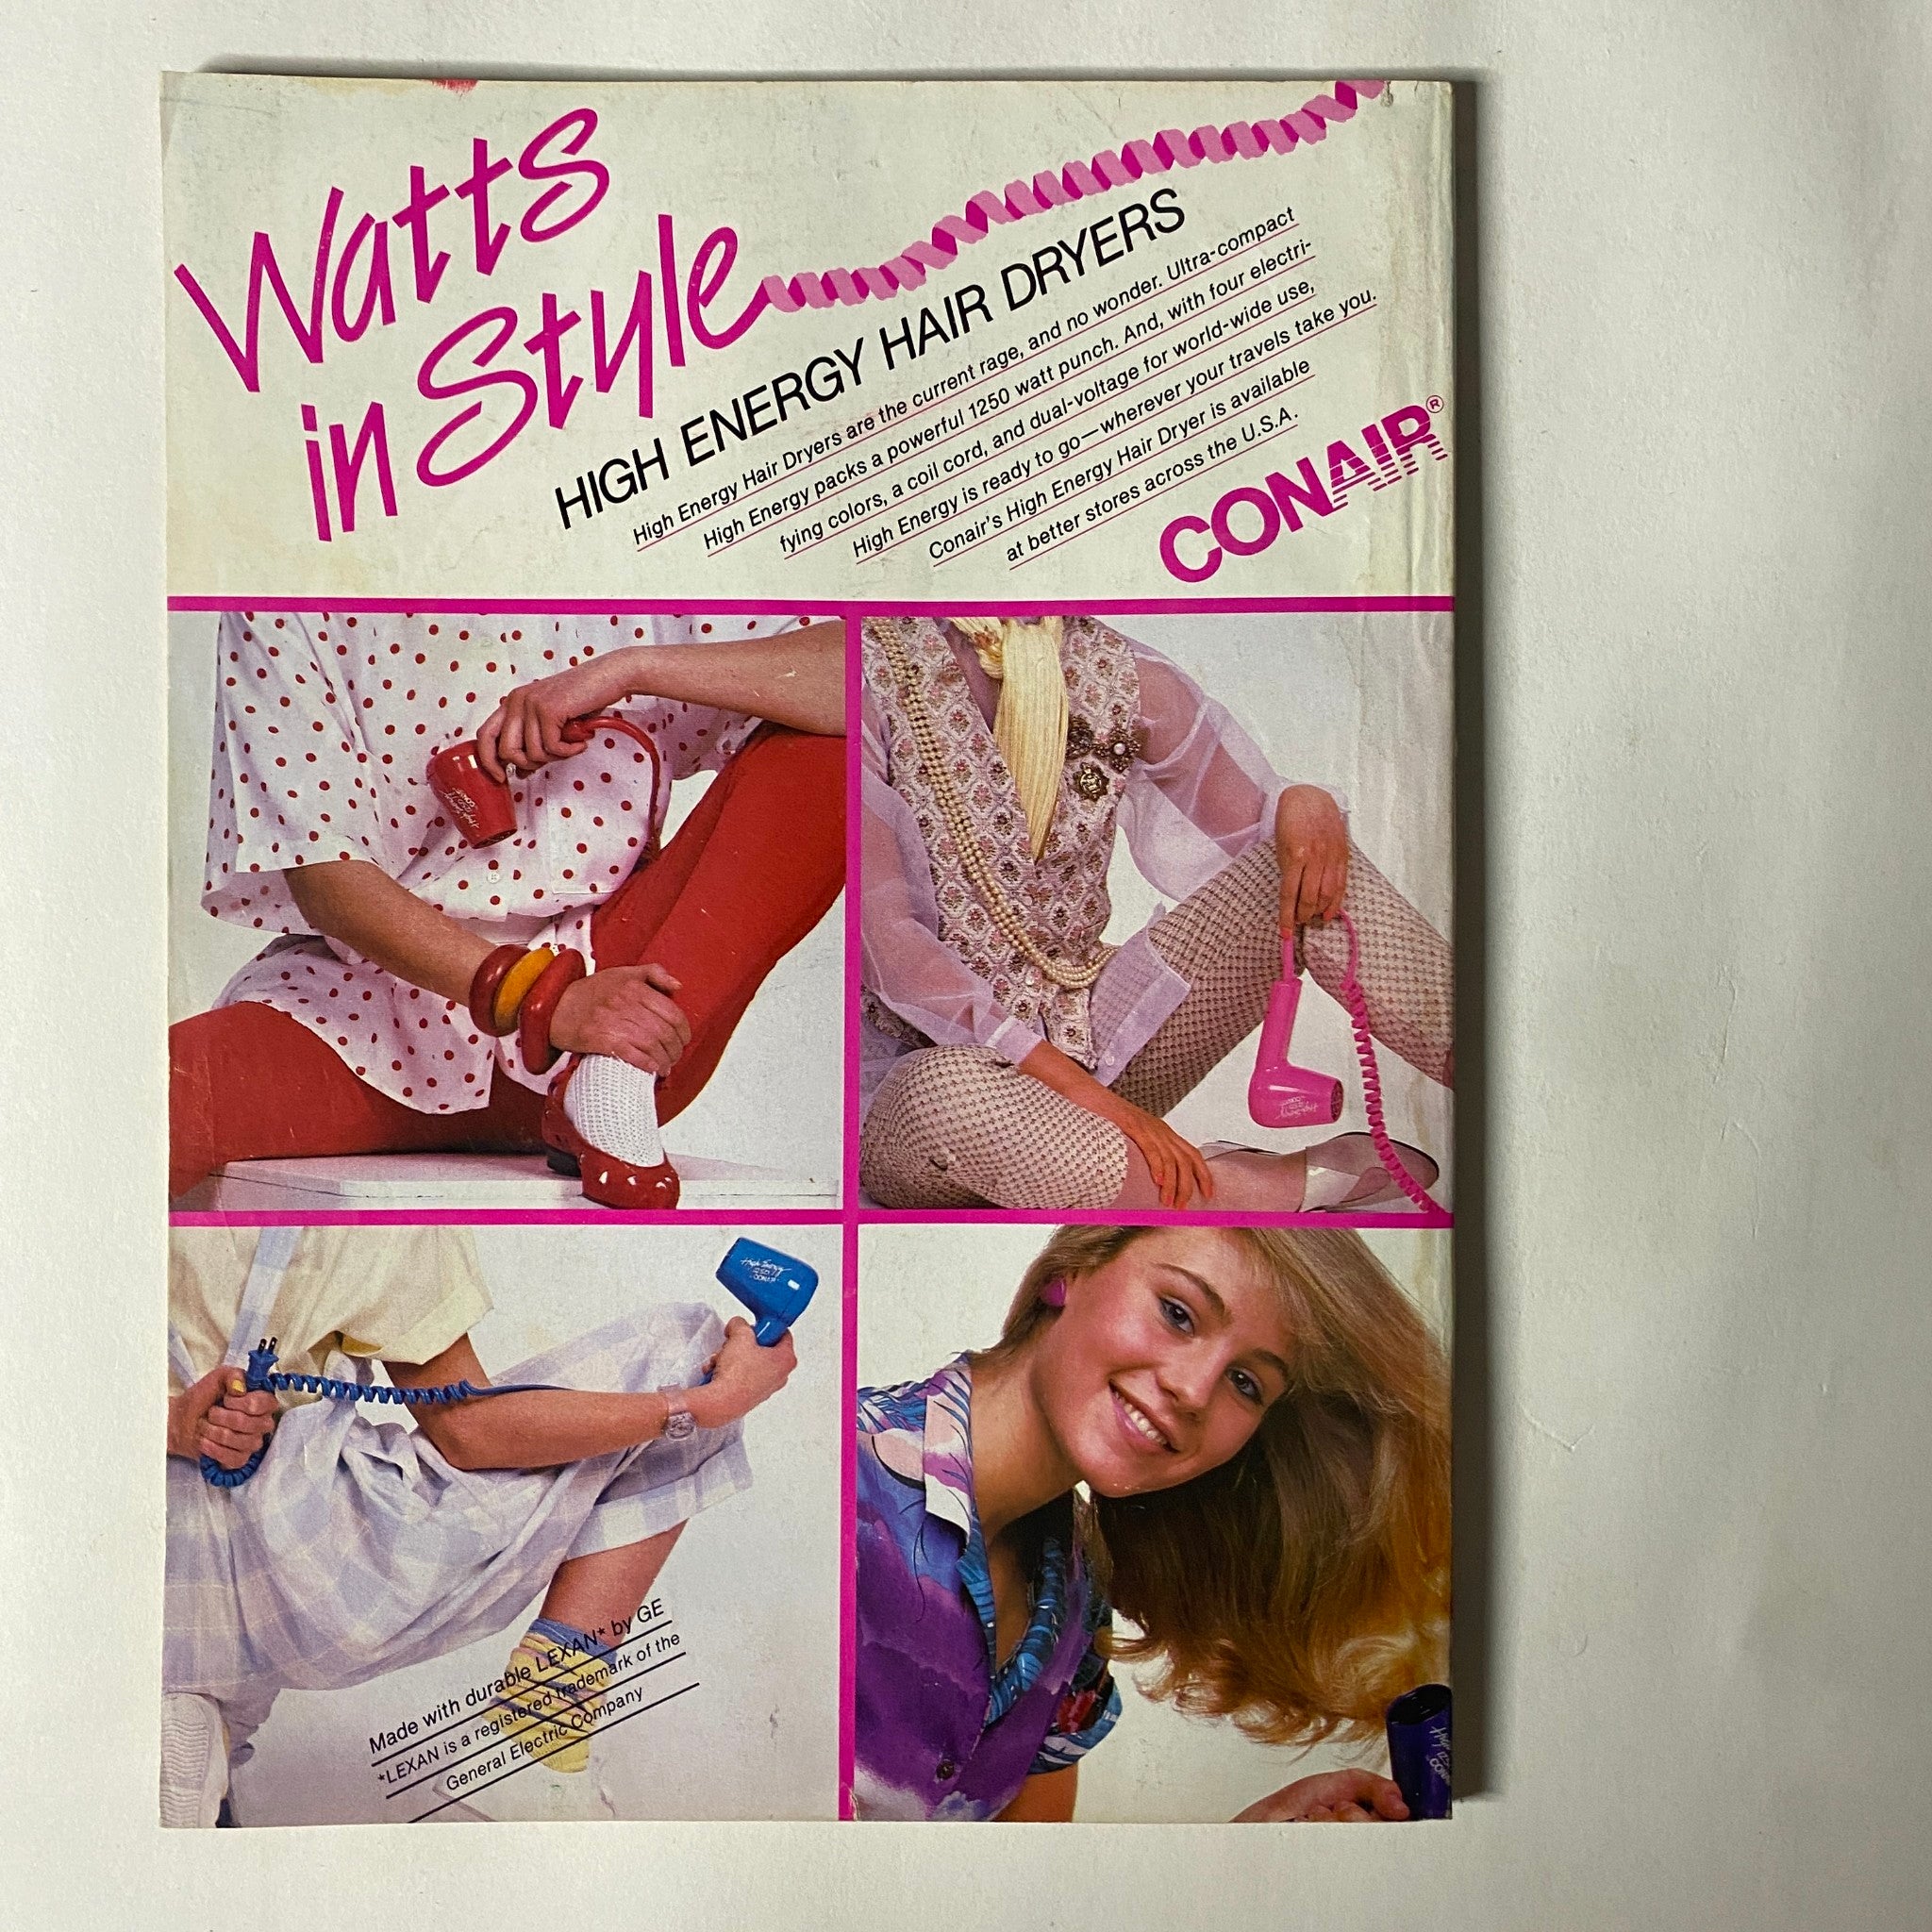 Watts
in Style
HIGH ENERGY HAIR DRYERS
High Energy Hair Dryers are the current rage, and no wonder. Ultra-compact
High Energy packs a powerful 1250 watt punch. And, with four electri-
fying colors, a coil cord, and dual-voltage for world-wide use,
High Energy is ready to go—wherever your travels take you.
Conair's High Energy Hair Dryer is available
at better stores across the U.S.A.
CONAIR®
High Energy
1250
CONAIR
Made with durable LEXAN* by GE
*LEXAN is a registered trademark of the
General Electric Company